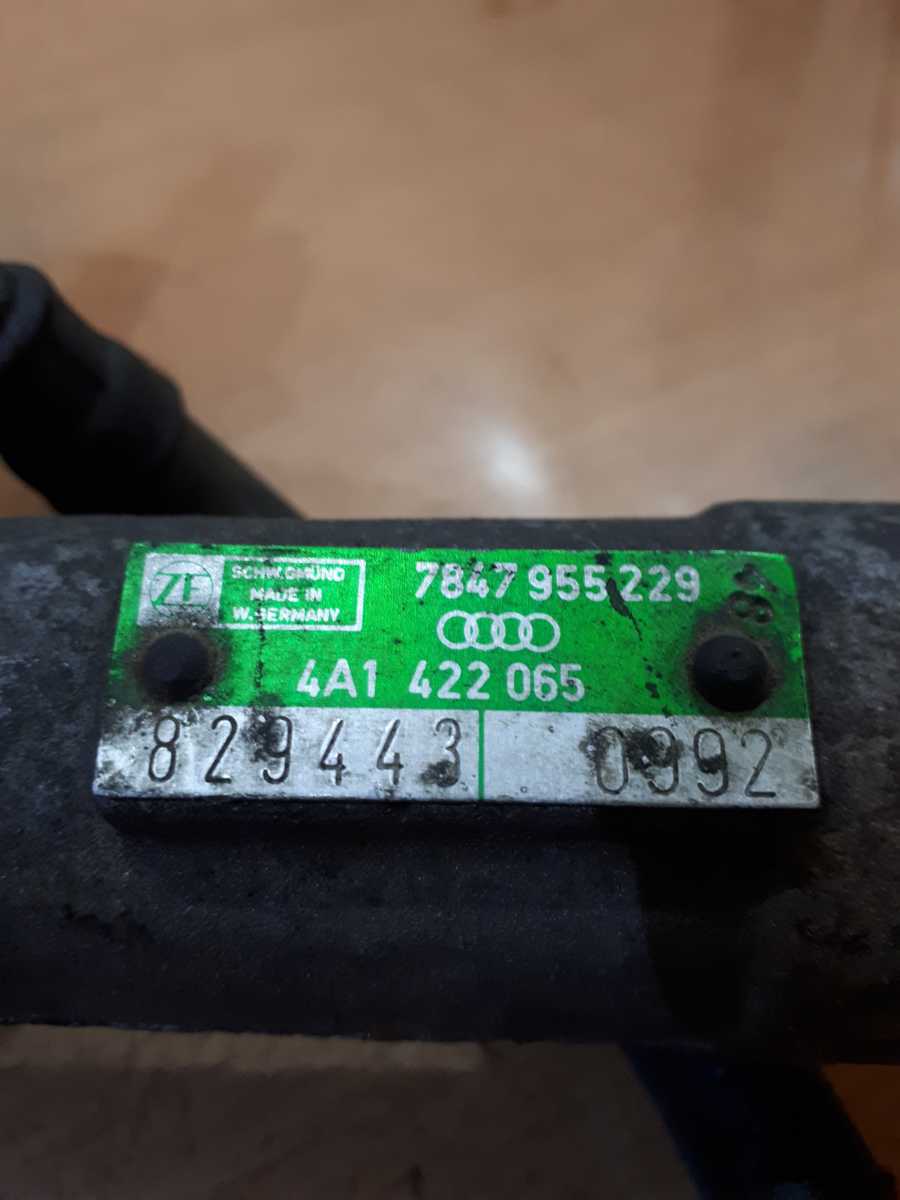 ZF
SCHW.GMÜND
MADE IN
W.GERMANY
7847 955 229
4A1 422 065
829443 0992